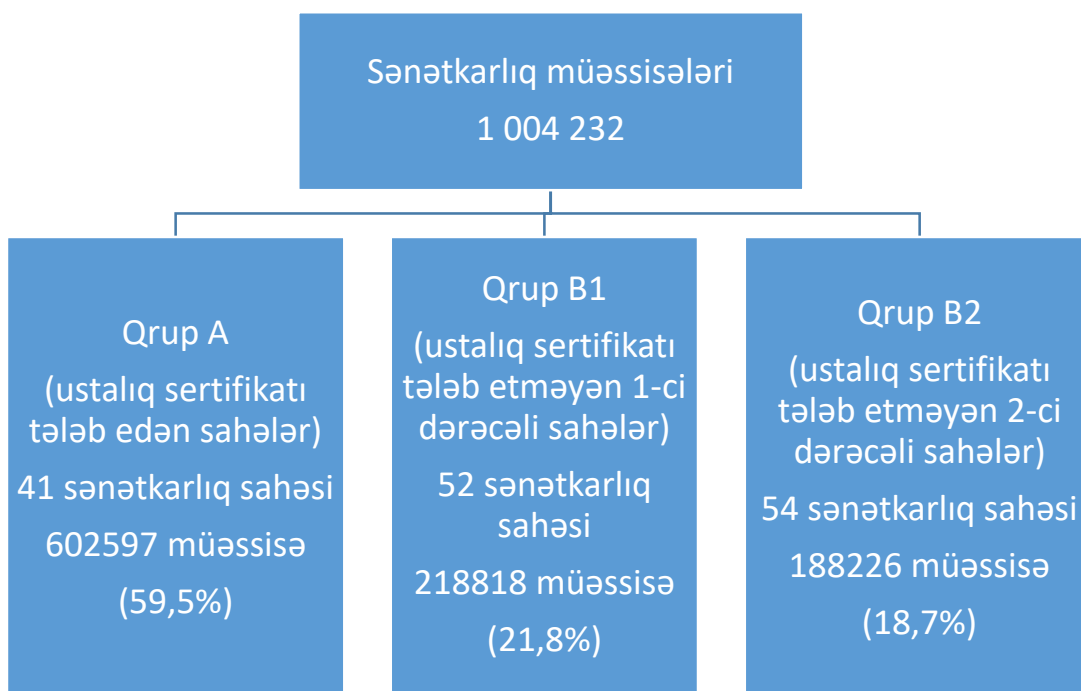 Sənətkarlıq müəssisələri
1 004 232
Qrup A
(ustalıq sertifikatı
tələb edən sahələr)
41 sənətkarlıq sahəsi
602597 müəssisə
(59,5%)
Qrup B1
(ustalıq sertifikatı
tələb etməyən 1-ci
dərəcəli sahələr)
52 sənətkarlıq
sahəsi
218818 müəssisə
(21,8%)
Qrup B2
(ustalıq sertifikatı
tələb etməyən 2-ci
dərəcəli sahələr)
54 sənətkarlıq sahəsi
188226 müəssisə
(18,7%)